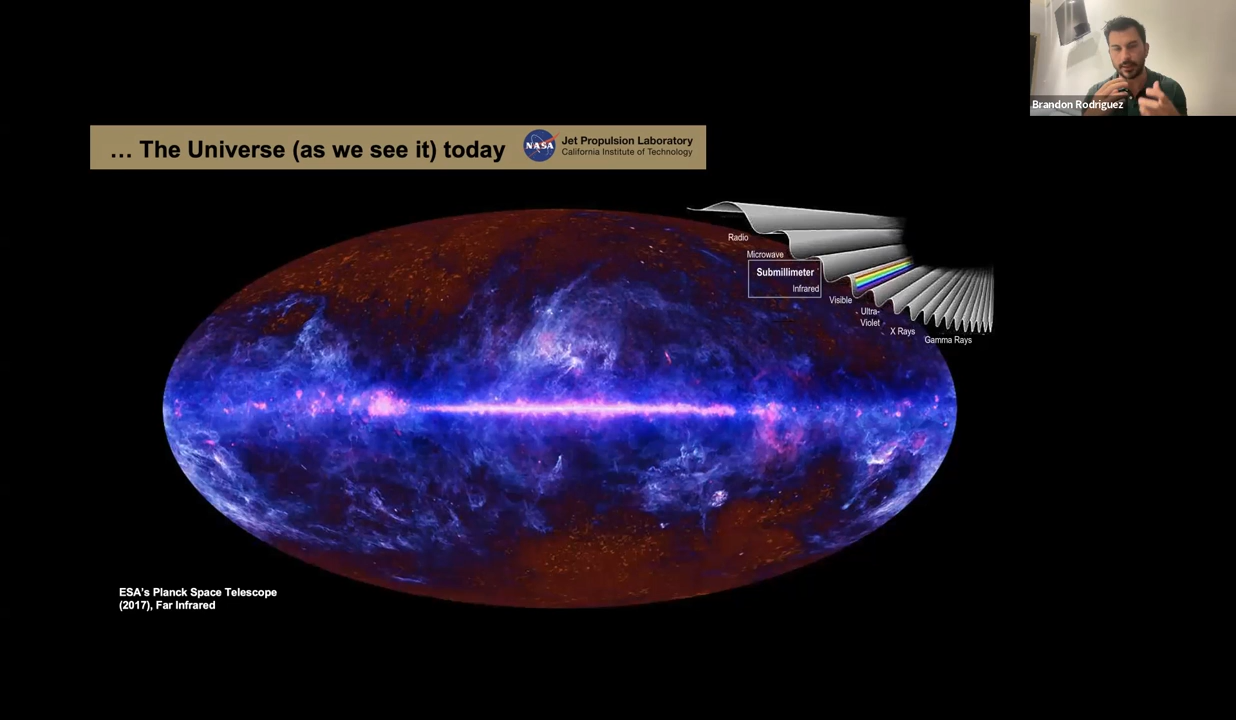 Brandon Rodriguez
… The Universe (as we see it) today
NASA
Jet Propulsion Laboratory
California Institute of Technology
Radio
Microwave
Submillimeter
Infrared
Visible
Ultra-
Violet
X Rays
Gamma Rays
ESA's Planck Space Telescope
(2017), Far Infrared